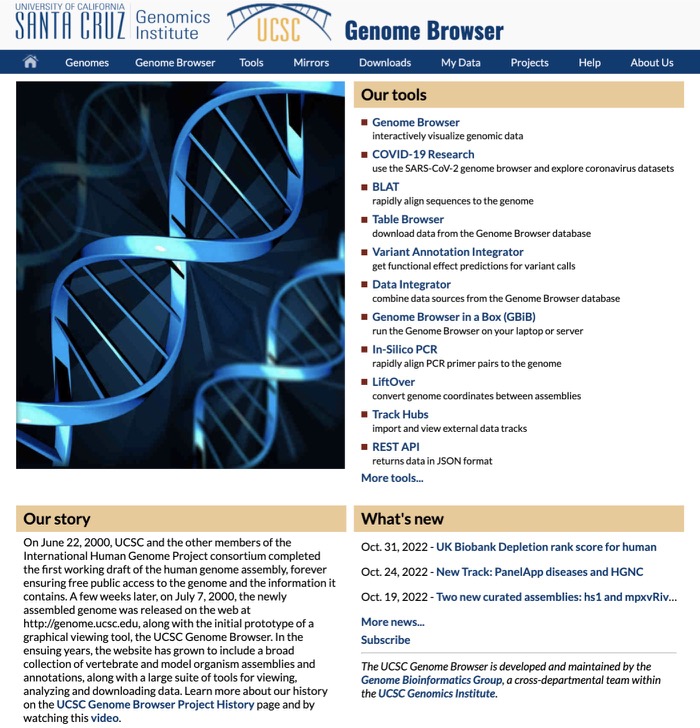 UNIVERSITY OF CALIFORNIA
SANTA CRUZ
Genomics
Institute
UCSC
Genome Browser
Genomes Genome Browser Tools Mirrors Downloads My Data Projects Help About Us
Our tools
Genome Browser
interactively visualize genomic data
COVID-19 Research
use the SARS-CoV-2 genome browser and explore coronavirus datasets
BLAT
rapidly align sequences to the genome
Table Browser
download data from the Genome Browser database
Variant Annotation Integrator
get functional effect predictions for variant calls
Data Integrator
combine data sources from the Genome Browser database
Genome Browser in a Box (GBiB)
run the Genome Browser on your laptop or server
In-Silico PCR
rapidly align PCR primer pairs to the genome
LiftOver
convert genome coordinates between assemblies
Track Hubs
import and view external data tracks
REST API
returns data in JSON format
More tools...
Our story
On June 22, 2000, UCSC and the other members of the
International Human Genome Project consortium completed
the first working draft of the human genome assembly, forever
ensuring free public access to the genome and the information it
contains. A few weeks later, on July 7, 2000, the newly
assembled genome was released on the web at
http://genome.ucsc.edu, along with the initial prototype of a
graphical viewing tool, the UCSC Genome Browser. In the
ensuing years, the website has grown to include a broad
collection of vertebrate and model organism assemblies and
annotations, along with a large suite of tools for viewing,
analyzing and downloading data. Learn more about our history
on the UCSC Genome Browser Project History page and by
watching this video.
What's new
Oct. 31, 2022 - UK Biobank Depletion rank score for human
Oct. 24, 2022 - New Track: PanelApp diseases and HGNC
Oct. 19, 2022 - Two new curated assemblies: hs1 and mpxvRiv...
More news...
Subscribe
The UCSC Genome Browser is developed and maintained by the
Genome Bioinformatics Group, a cross-departmental team within
the UCSC Genomics Institute.